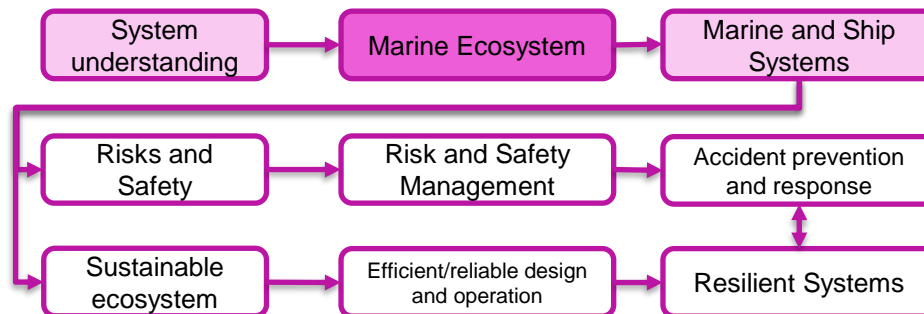 System
understanding
Marine Ecosystem
Marine and Ship
Systems
Risks and
Safety
Risk and Safety
Management
Accident prevention
and response
Sustainable
ecosystem
Efficient/reliable design
and operation
Resilient Systems